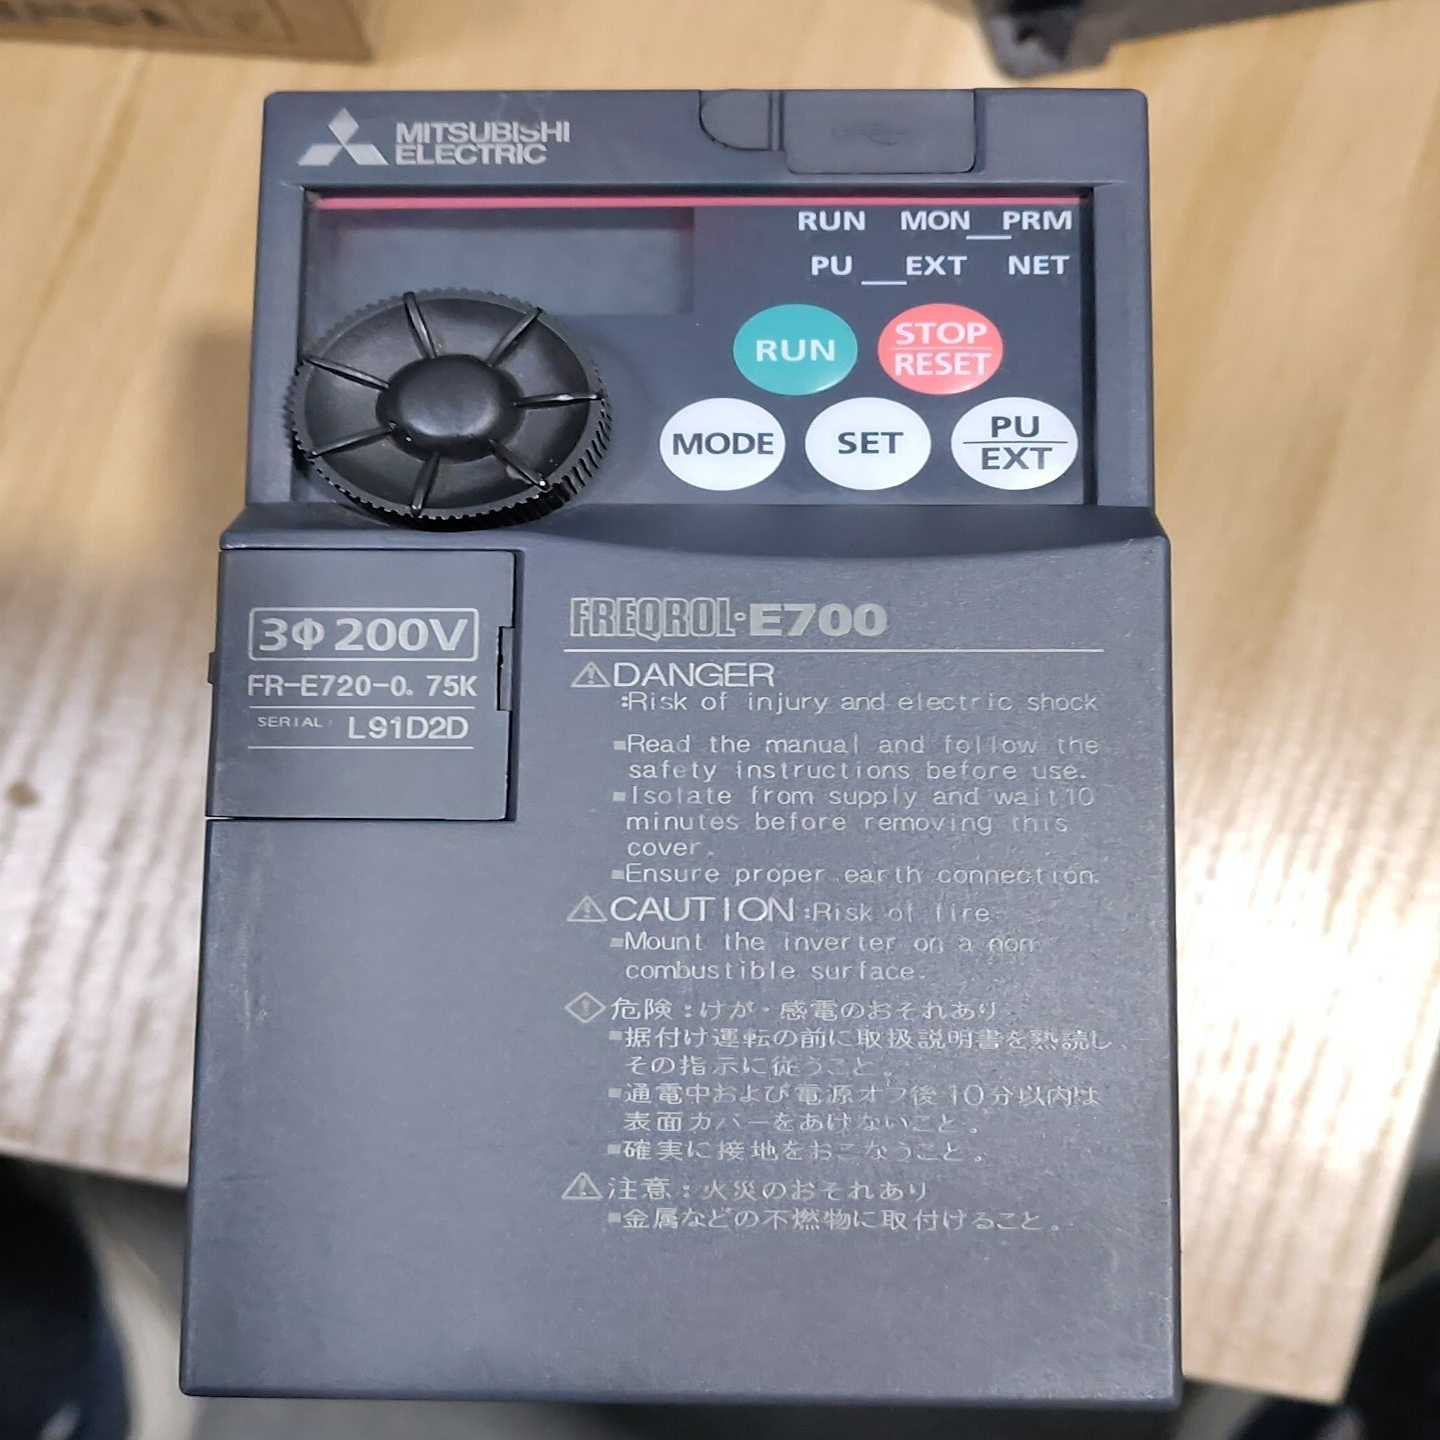 MITSUBISHI
ELECTRIC
RUN MON PRM
PU EXT NET
RUN
STOP
RESET
MODE
SET
PU
EXT
3Φ 200V
FR-E720-0.75K
SERIAL: L91D2D
FREQROL-E700
DANGER
:Risk of injury and electric shock
■Read the manual and follow the
safety instructions before use.
■Isolate from supply and wait10
minutes before removing this
cover.
■Ensure proper earth connection.
CAUTION :Risk of fire
■Mount the inverter on a non
combustible surface.
危険:けが・感電のおそれあり
■据付け運転の前に取扱説明書を熟読し、
その指示に従うこと。
■通電中および電源オフ後10分以内は
表面カバーをあけないこと。
■確実に接地をおこなうこと。
注意:火災のおそれあり
■金属などの不燃物に取付けること。